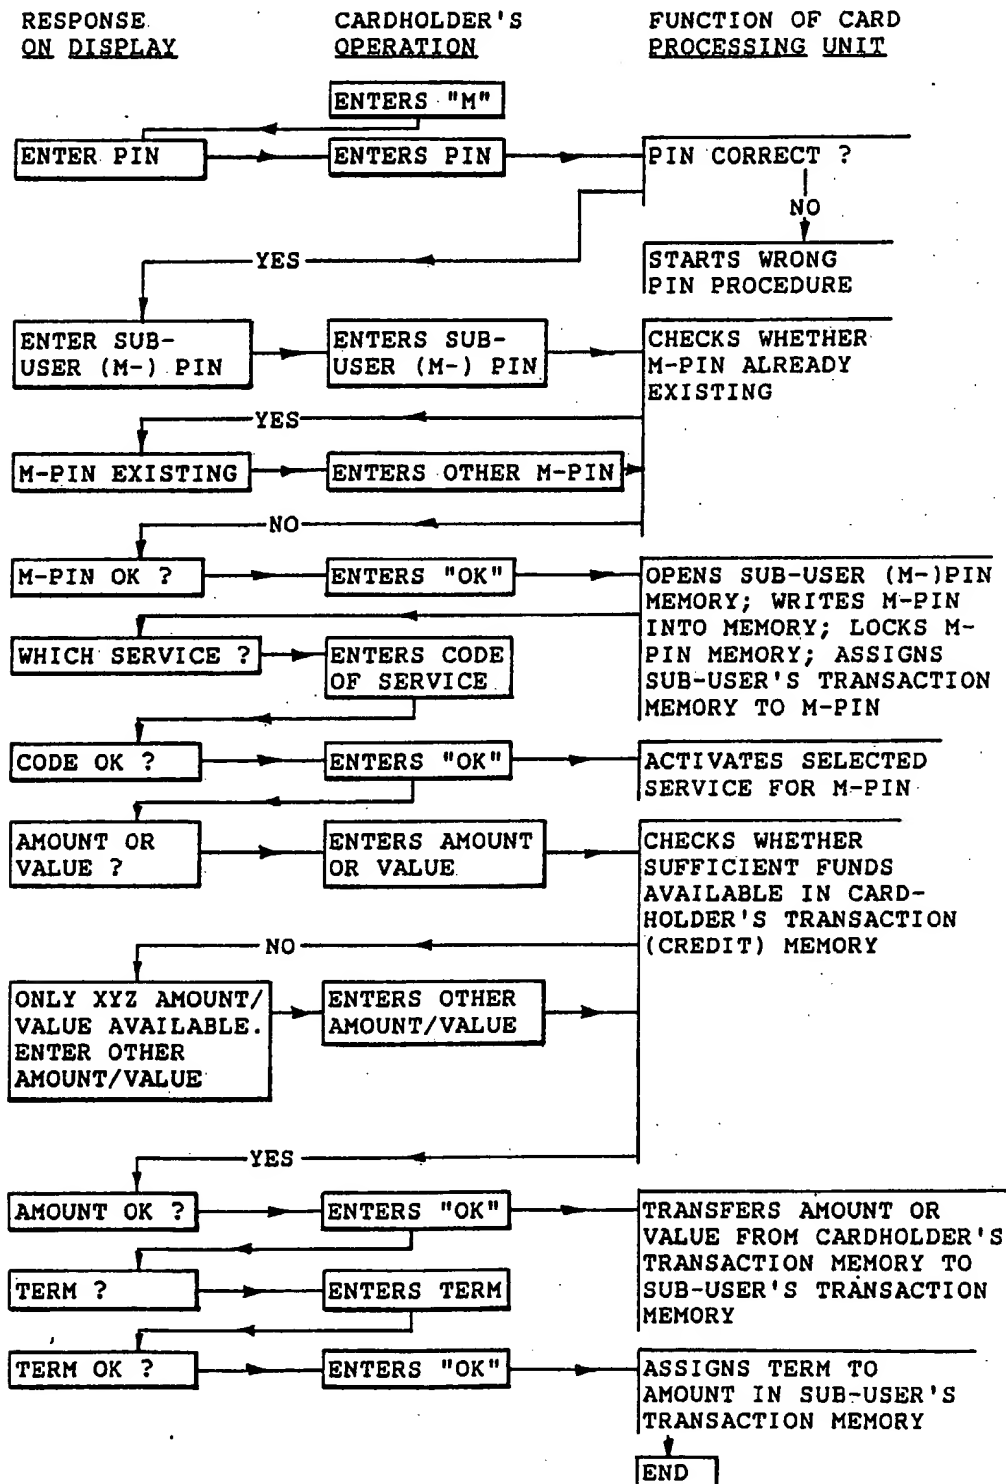 RESPONSE
ON DISPLAY
CARDHOLDER'S
OPERATION
FUNCTION OF CARD
PROCESSING UNIT
ENTERS "M"
ENTER PIN
ENTERS PIN
PIN CORRECT ?
NO
YES
STARTS WRONG
PIN PROCEDURE
ENTER SUB-
USER (M-) PIN
ENTERS SUB-
USER (M-) PIN
CHECKS WHETHER
M-PIN ALREADY
EXISTING
YES
M-PIN EXISTING
ENTERS OTHER M-PIN
NO
M-PIN OK ?
ENTERS "OK"
OPENS SUB-USER (M-)PIN
MEMORY; WRITES M-PIN
INTO MEMORY; LOCKS M-
PIN MEMORY; ASSIGNS
SUB-USER'S TRANSACTION
MEMORY TO M-PIN
WHICH SERVICE ?
ENTERS CODE
OF SERVICE
CODE OK ?
ENTERS "OK"
ACTIVATES SELECTED
SERVICE FOR M-PIN
AMOUNT OR
VALUE ?
ENTERS AMOUNT
OR VALUE
CHECKS WHETHER
SUFFICIENT FUNDS
AVAILABLE IN CARD-
HOLDER'S TRANSACTION
(CREDIT) MEMORY
NO
ONLY XYZ AMOUNT/
VALUE AVAILABLE.
ENTER OTHER
AMOUNT/VALUE
ENTERS OTHER
AMOUNT/VALUE
YES
AMOUNT OK ?
ENTERS "OK"
TRANSFERS AMOUNT OR
VALUE FROM CARDHOLDER'S
TRANSACTION MEMORY TO
SUB-USER'S TRANSACTION
MEMORY
TERM ?
ENTERS TERM
TERM OK ?
ENTERS "OK"
ASSIGNS TERM TO
AMOUNT IN SUB-USER'S
TRANSACTION MEMORY
END